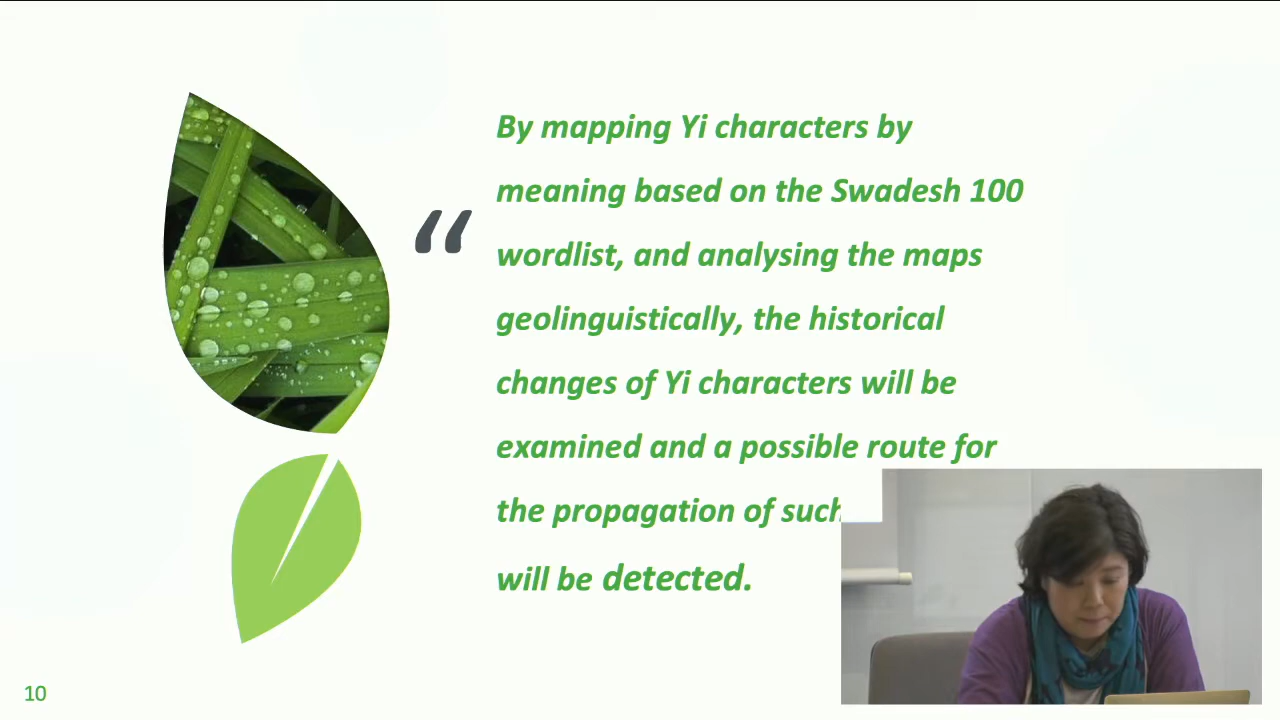 “
By mapping Yi characters by
meaning based on the Swadesh 100
wordlist, and analysing the maps
geolinguistically, the historical
changes of Yi characters will be
examined and a possible route for
the propagation of such
will be detected.
10